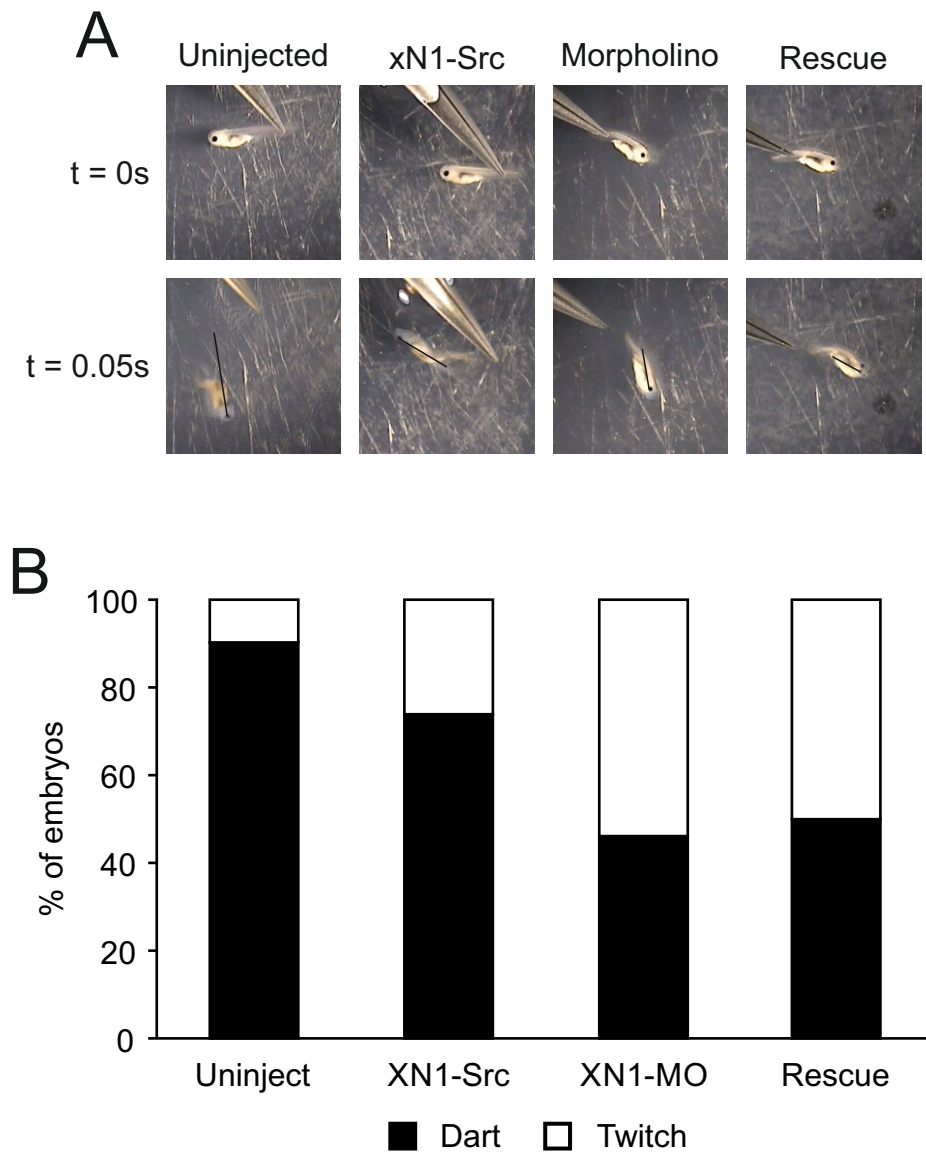 A
Uninjected xN1-Src Morpholino Rescue
t = 0s
t = 0.05s
B
100
80
60
40
20
0
% of embryos
Uninject XN1-Src XN1-MO Rescue
Dart Twitch